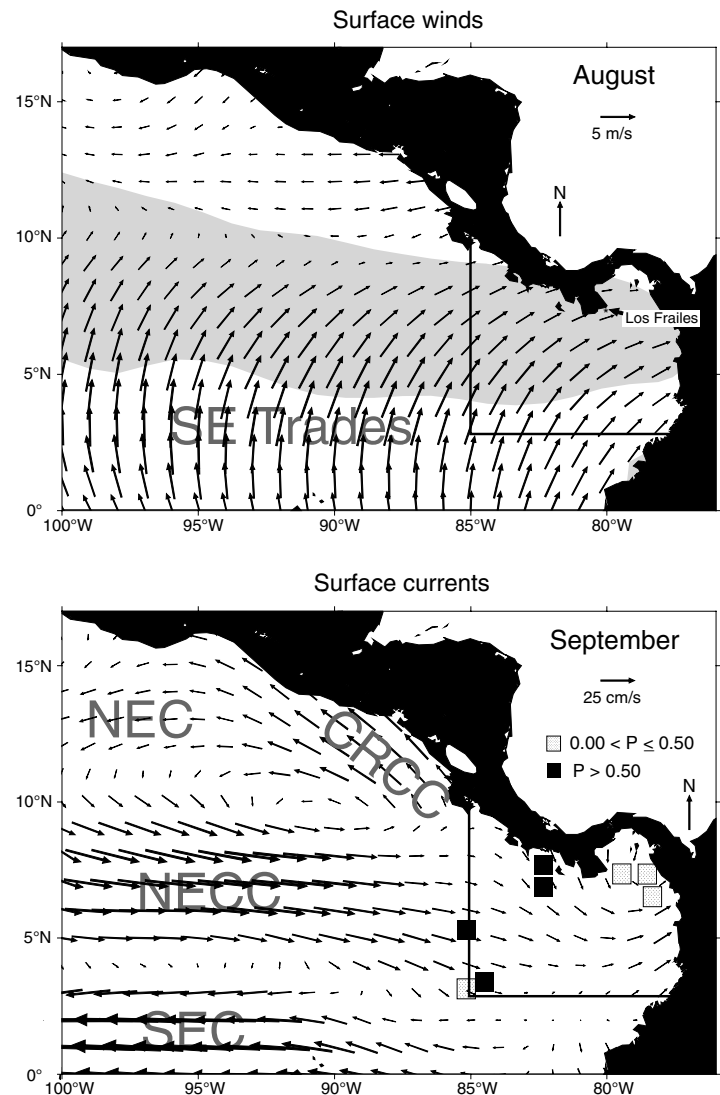 Surface winds
August
15°N
5 m/s
N
10°N
Los Frailes
5°N
SE Trades
0°
100°W
95°W
90°W
85°W
80°W
Surface currents
September
15°N
25 cm/s
NEC
CRCC
0.00 < P ≤ 0.50
P > 0.50
N
10°N
NECC
5°N
SEC
0°
100°W
95°W
90°W
85°W
80°W